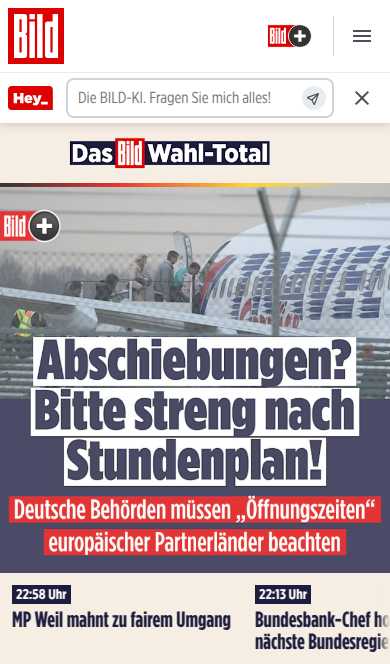 Bild
Bild+
Hey_
Die BILD-KI. Fragen Sie mich alles!
Das Bild Wahl-Total
Bild+
Abschiebungen?
Bitte streng nach
Stundenplan!
Deutsche Behörden müssen „Öffnungszeiten“
europäischer Partnerländer beachten
22:58 Uhr
22:13 Uhr
MP Weil mahnt zu fairem Umgang
Bundesbank-Chef
nächste